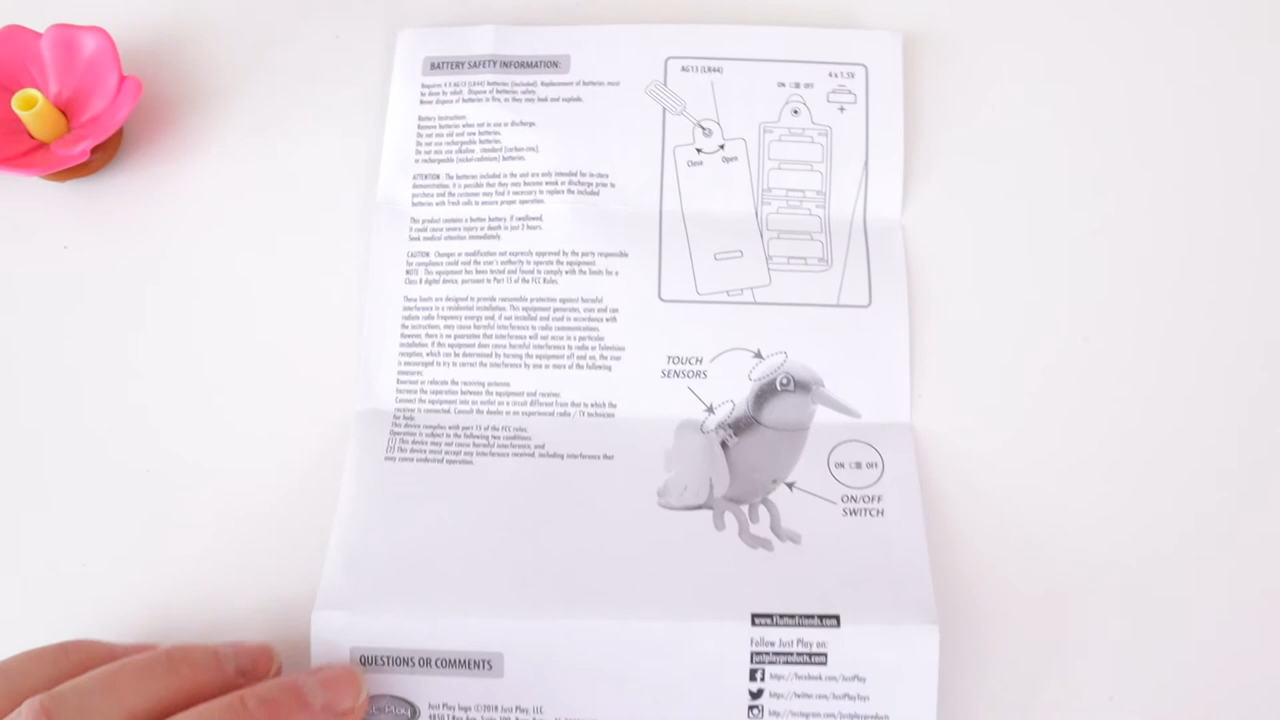 BATTERY SAFETY INFORMATION:
Requires 4 X AG13 (LR44) batteries (included). Replacement of batteries must
be done by adult. Dispose of batteries safely.
Never dispose of batteries in fire, as they may leak and explode.
Battery Instructions:
Remove batteries when not in use or discharge.
Do not mix old and new batteries.
Do not use rechargeable batteries.
Do not mix use alkaline , standard (carbon-zinc),
or rechargeable (nickel-cadmium) batteries.
ATTENTION : The batteries included in the unit are only intended for in-store
demonstration, it is possible that they may become weak or discharge prior to
purchase and the customer may find it necessary to replace the included
batteries with fresh cells to ensure proper operation.
This product contains a button battery. If swallowed,
it could cause severe injury or death in just 2 hours.
Seek medical attention immediately.
CAUTION: Changes or modification not expressly approved by the party responsible
for compliance could void the user's authority to operate the equipment.
NOTE : This equipment has been tested and found to comply with the limits for a
Class B digital device, pursuant to Part 15 of the FCC Rules.
These limits are designed to provide reasonable protection against harmful
interference in a residential installation. This equipment generates, uses and can
radiate radio frequency energy and, if not installed and used in accordance with
the instructions, may cause harmful interference to radio communications.
However, there is no guarantee that interference will not occur in a particular
installation. If this equipment does cause harmful interference to radio or Television
reception, which can be determined by turning the equipment off and on, the user
is encouraged to try to correct the interference by one or more of the following
measures:
Reorient or relocate the receiving antenna.
Increase the separation between the equipment and receiver.
Connect the equipment into an outlet on a circuit different from that to which the
receiver is connected. Consult the dealer or an experienced radio / TV technician
for help.
This device complies with part 15 of the FCC rules.
Operation is subject to the following two conditions:
(1) This device may not cause harmful interference, and
(2) This device must accept any interference received, including interference that
may cause undesired operation.
AG13 (LR44)
4 x 1.5V
ON OFF
Close Open
TOUCH
SENSORS
ON OFF
ON/OFF
SWITCH
www.FlutterFriends.com
Follow Just Play on:
justplayproducts.com
https://facebook.com/JustPlay
https://twitter.com/JustPlayToys
http://instagram.com/justplayproducts
QUESTIONS OR COMMENTS
Play
Just Play logo ©2018 Just Play, LLC